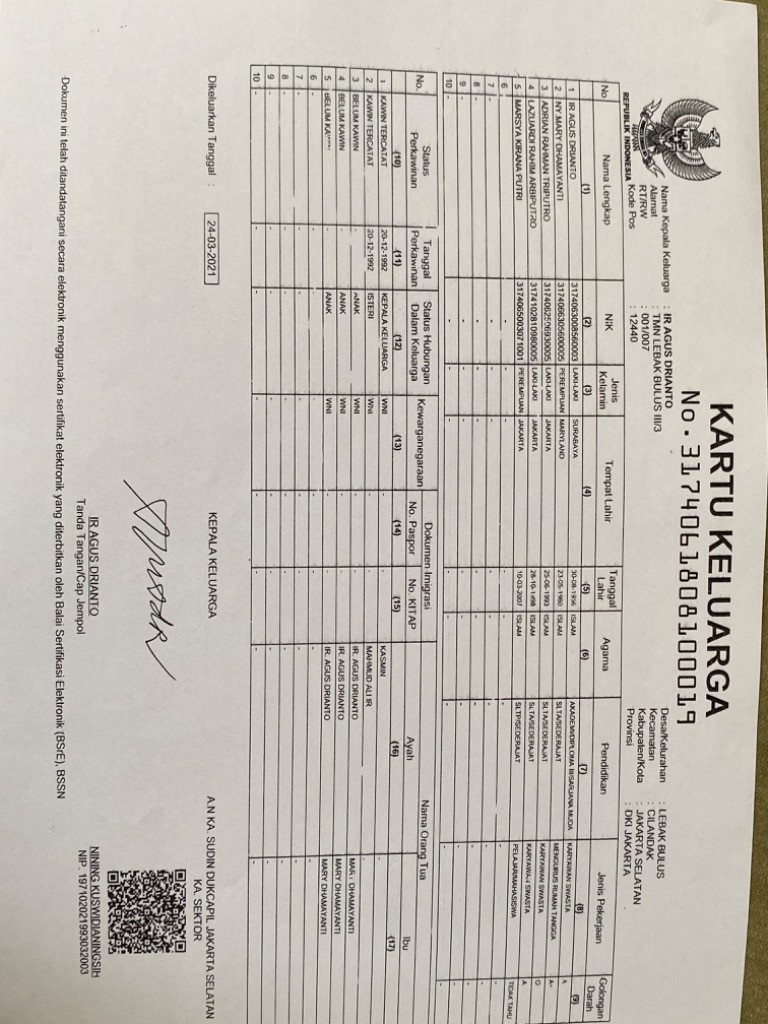 KARTU KELUARGA
No. 3174061808100019
REPUBLIK INDONESIA
Nama Kepala Keluarga : IR AGUS DRIANTO
Alamat : TMN LEBAK BULUS III/3
RT/RW : 001/007
Kode Pos : 12440
Desa/Kelurahan : LEBAK BULUS
Kecamatan : CILANDAK
Kabupaten/Kota : JAKARTA SELATAN
Provinsi : DKI JAKARTA
No Nama Lengkap NIK Jenis Kelamin Tempat Lahir Tanggal Lahir Agama Pendidikan Jenis Pekerjaan Golongan Darah
(1) (2) (3) (4) (5) (6) (7) (8) (9)
1 IR AGUS DRIANTO 3174063008560003 LAKI-LAKI SURABAYA 30-08-1956 ISLAM AKADEMI/DIPLOMA III/SARJANA MUDA KARYAWAN SWASTA A
2 NY.MARY DHAMAYANTI 3174066305600005 PEREMPUAN MARYLAND 23-05-1960 ISLAM SLTA/SEDERAJAT MENGURUS RUMAH TANGGA A-
3 ADRIAN RAHMAN TRIPUTRO LAKI-LAKI JAKARTA 25-06-1993 ISLAM SLTA/SEDERAJAT KARYAWAN SWASTA O
4 LAZUARDI RAHIM ARBIPUTRO 3174102810980005 LAKI-LAKI JAKARTA 28-10-1998 ISLAM SLTA/SEDERAJAT SWASTA A
5 MARSYA KIRANA PUTRI 3174065003071001 PEREMPUAN JAKARTA 10-03-2007 ISLAM SLTP/SEDERAJAT PELAJAR/MAHASISWA TIDAK TAHU
6 - - - - - - - - -
7 - - - - - - - - -
8 - - - - - - - - -
9 - - - - - - - - -
10 - - - - - - - - -
No. Status Perkawinan Tanggal Perkawinan Status Hubungan Dalam Keluarga Kewarganegaraan Dokumen Imigrasi Nama Orang Tua
No. Paspor No. KITAP Ayah Ibu
(10) (11) (12) (13) (14) (15) (16) (17)
1 KAWIN TERCATAT 20-12-1992 KEPALA KELUARGA WNI - - KASMIN
2 KAWIN TERCATAT 20-12-1992 ISTERI WNI - - MAHMUD ALI IR
3 BELUM KAWIN - ANAK WNI - - IR. AGUS DRIANTO MARY DHAMAYANTI
4 BELUM KAWIN - ANAK WNI - - IR. AGUS DRIANTO MARY DHAMAYANTI
5 BELUM KAWIN - ANAK WNI - - IR. AGUS DRIANTO MARY DHAMAYANTI
6 - - - - - - - -
7 - - - - - - - -
8 - - - - - - - -
9 - - - - - - - -
10 - - - - - - - -
Dikeluarkan Tanggal : 24-03-2021
KEPALA KELUARGA
IR AGUS DRIANTO
Tanda Tangan/Cap Jempol
A.N KA. SUDIN DUKCAPIL JAKARTA SELATAN
KA. SEKTOR
NINING KUSWIDIANINGSIH
NIP. 197102021993032003
Dokumen ini telah ditandatangani secara elektronik menggunakan sertifikat elektronik yang diterbitkan oleh Balai Sertifikasi Elektronik (BSrE), BSSN